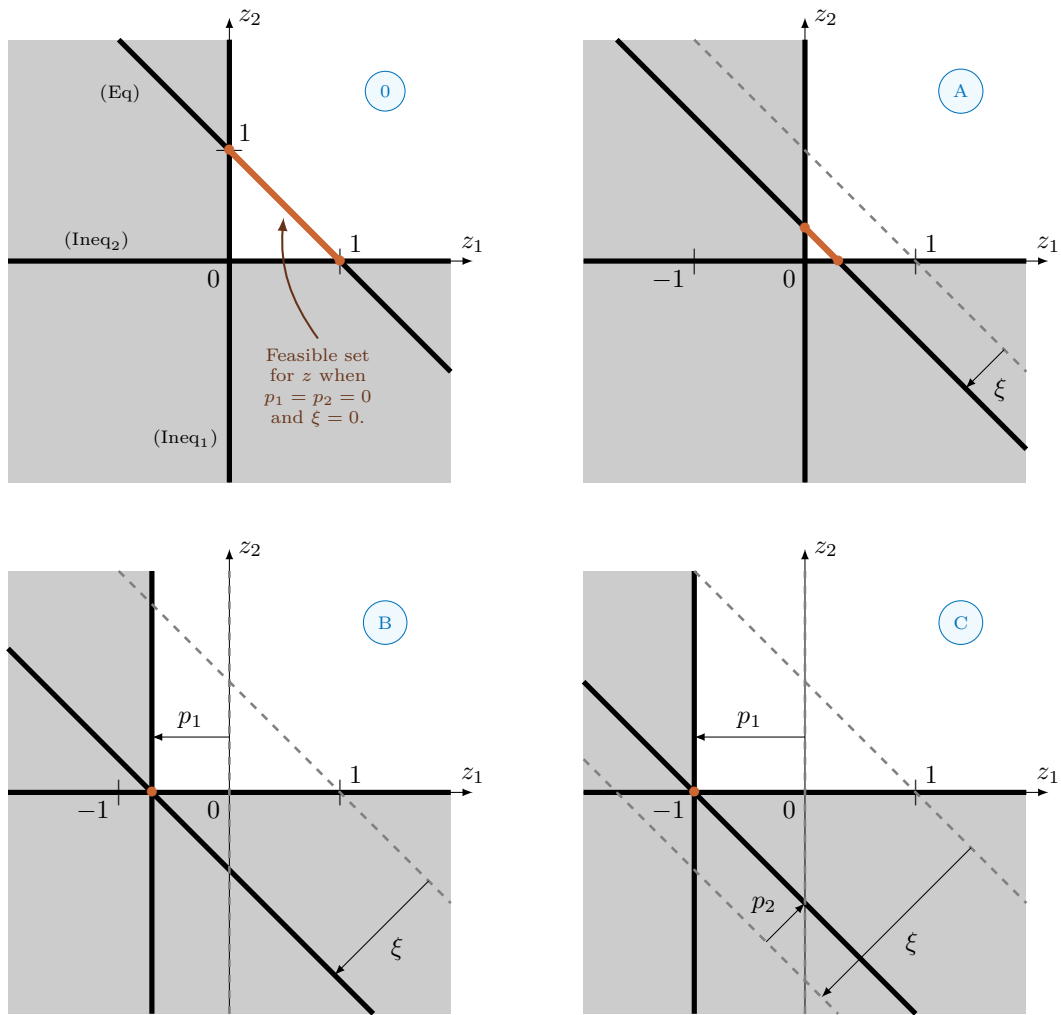 z₂
0
(Eq)
1
(Ineq₂)
z₁
1
0
Feasible set
for z when
p₁ = p₂ = 0
and ξ = 0.
(Ineq₁)
z₂
A
z₁
1
−1
0
ξ
z₂
B
p₁
z₁
1
−1
0
ξ
z₂
C
p₁
z₁
1
−1
0
p₂
ξ